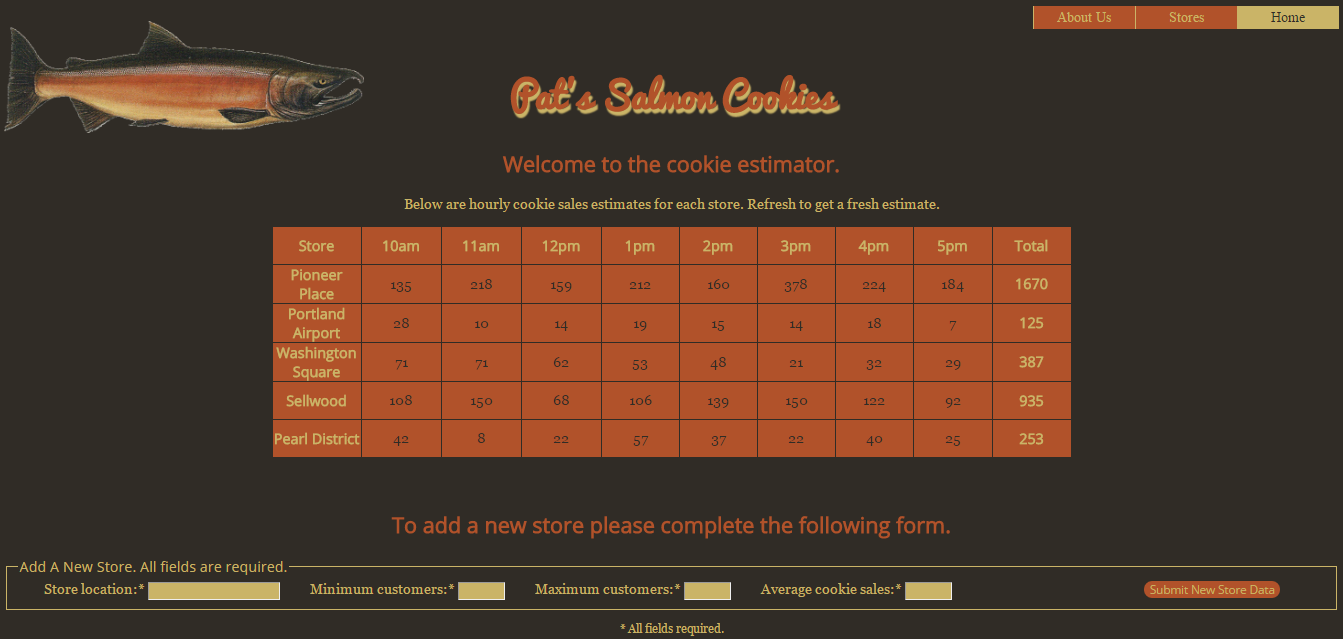 About Us Stores Home
Pat's Salmon Cookies
Welcome to the cookie estimator.
Below are hourly cookie sales estimates for each store. Refresh to get a fresh estimate.
Store 10am 11am 12pm 1pm 2pm 3pm 4pm 5pm Total
Pioneer
Place 135 218 159 212 160 378 224 184 1670
Portland
Airport 28 10 14 19 15 14 18 7 125
Washington
Square 71 71 62 53 48 21 32 29 387
Sellwood 108 150 68 106 139 150 122 92 935
Pearl District 42 8 22 57 37 22 40 25 253
To add a new store please complete the following form.
Add A New Store. All fields are required.
Store location:* Minimum customers:* Maximum customers:* Average cookie sales:* Submit New Store Data
* All fields required.